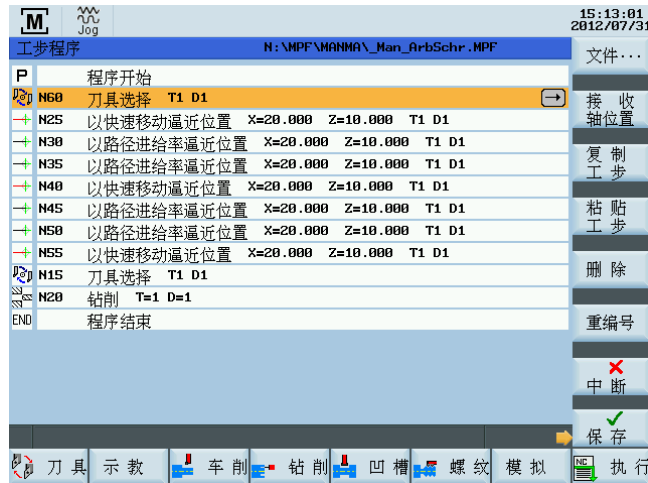 M Jog 15:13:01
2012/07/31
工步程序 N:\MPF\MANMA\_Man_ArbSchr.MPF
P 程序开始
N60 刀具选择 T1 D1
N25 以快速移动逼近位置 X=20.000 Z=10.000 T1 D1
N30 以路径进给率逼近位置 X=20.000 Z=10.000 T1 D1
N35 以路径进给率逼近位置 X=20.000 Z=10.000 T1 D1
N40 以快速移动逼近位置 X=20.000 Z=10.000 T1 D1
N45 以路径进给率逼近位置 X=20.000 Z=10.000 T1 D1
N50 以路径进给率逼近位置 X=20.000 Z=10.000 T1 D1
N55 以快速移动逼近位置 X=20.000 Z=10.000 T1 D1
N15 刀具选择 T1 D1
N20 钻削 T=1 D=1
END 程序结束
文件···
接 收
轴位置
复 制
工 步
粘 贴
工 步
删 除
重编号
中 断
保 存
刀 具 示 教 车 削 钻 削 凹 槽 螺 纹 模 拟 NC 执 行